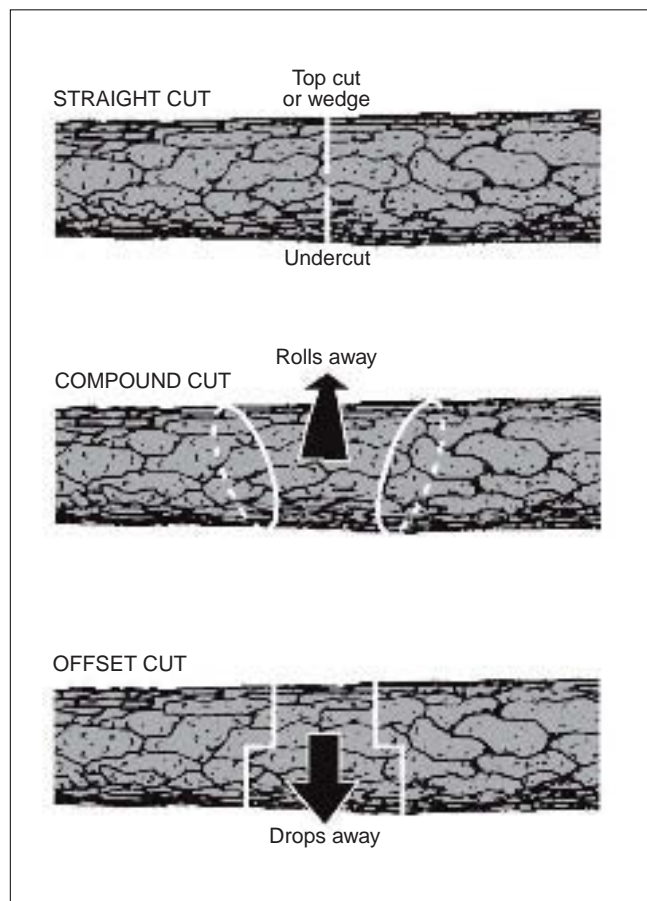 Top cut
or wedge
STRAIGHT CUT
Undercut
Rolls away
COMPOUND CUT
OFFSET CUT
Drops away